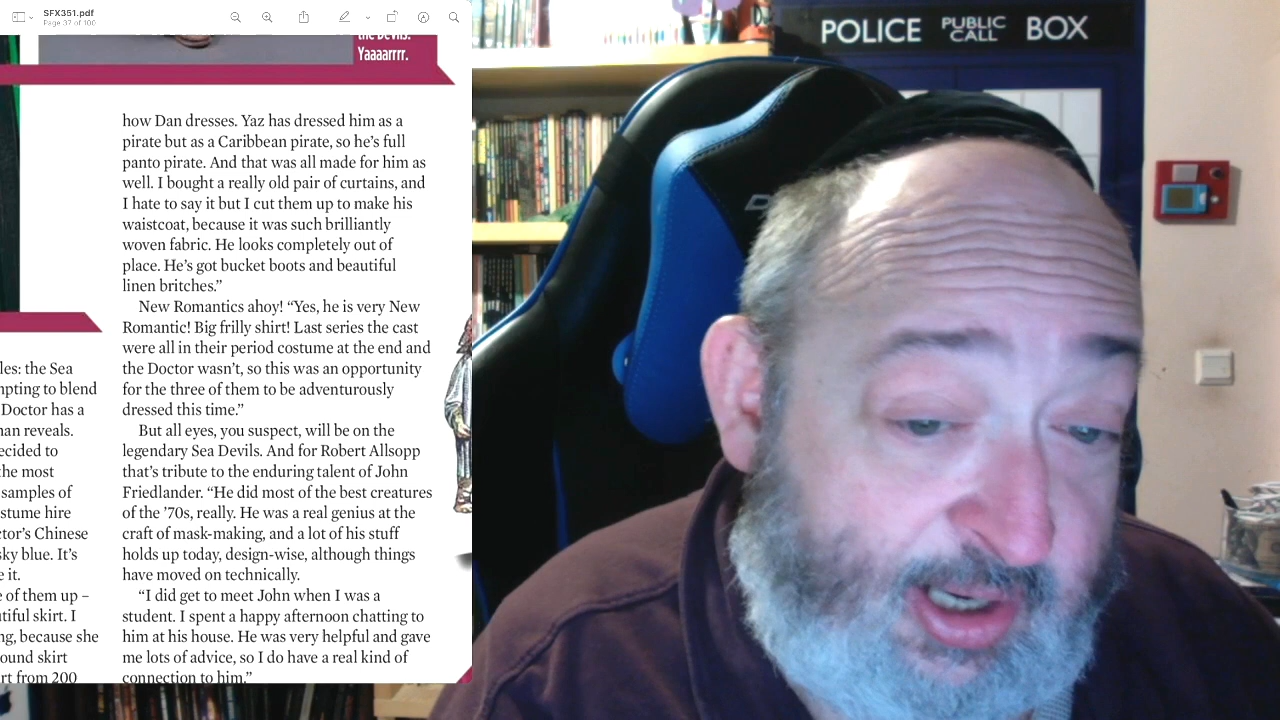 SFX351.pdf
Page 37 of 100
the Devils.
Yaaaarrrr.
how Dan dresses. Yaz has dressed him as a
pirate but as a Caribbean pirate, so he’s full
panto pirate. And that was all made for him as
well. I bought a really old pair of curtains, and
I hate to say it but I cut them up to make his
waistcoat, because it was such brilliantly
woven fabric. He looks completely out of
place. He’s got bucket boots and beautiful
linen britches.”
New Romantics ahoy! “Yes, he is very New
Romantic! Big frilly shirt! Last series the cast
were all in their period costume at the end and
the Doctor wasn’t, so this was an opportunity
for the three of them to be adventurously
dressed this time.”
But all eyes, you suspect, will be on the
legendary Sea Devils. And for Robert Allsopp
that’s tribute to the enduring talent of John
Friedlander. “He did most of the best creatures
of the ’70s, really. He was a real genius at the
craft of mask-making, and a lot of his stuff
holds up today, design-wise, although things
have moved on technically.
“I did get to meet John when I was a
student. I spent a happy afternoon chatting to
him at his house. He was very helpful and gave
me lots of advice, so I do have a real kind of
connection to him.”
les: the Sea
mpting to blend
Doctor has a
man reveals.
ecided to
the most
samples of
stume hire
ctor’s Chinese
sky blue. It’s
e it.
e of them up –
utiful skirt. I
ng, because she
ound skirt
rt from 200
POLICE PUBLIC CALL BOX